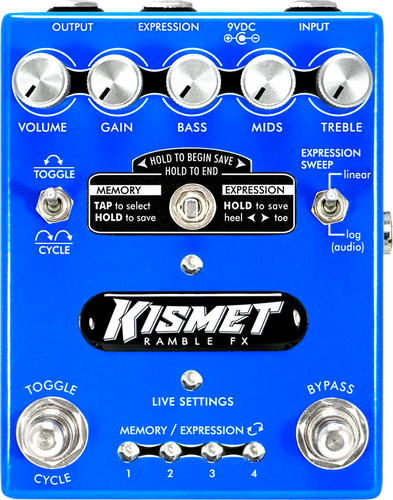 OUTPUT EXPRESSION 9VDC INPUT
VOLUME GAIN BASS MIDS TREBLE
HOLD TO BEGIN SAVE
HOLD TO END
TOGGLE
CYCLE
MEMORY
TAP to select
HOLD to save
EXPRESSION
HOLD to save
heel toe
EXPRESSION
SWEEP
linear
log
(audio)
KISMET
RAMBLE FX
LIVE SETTINGS
TOGGLE
CYCLE
BYPASS
MEMORY / EXPRESSION
1 2 3 4